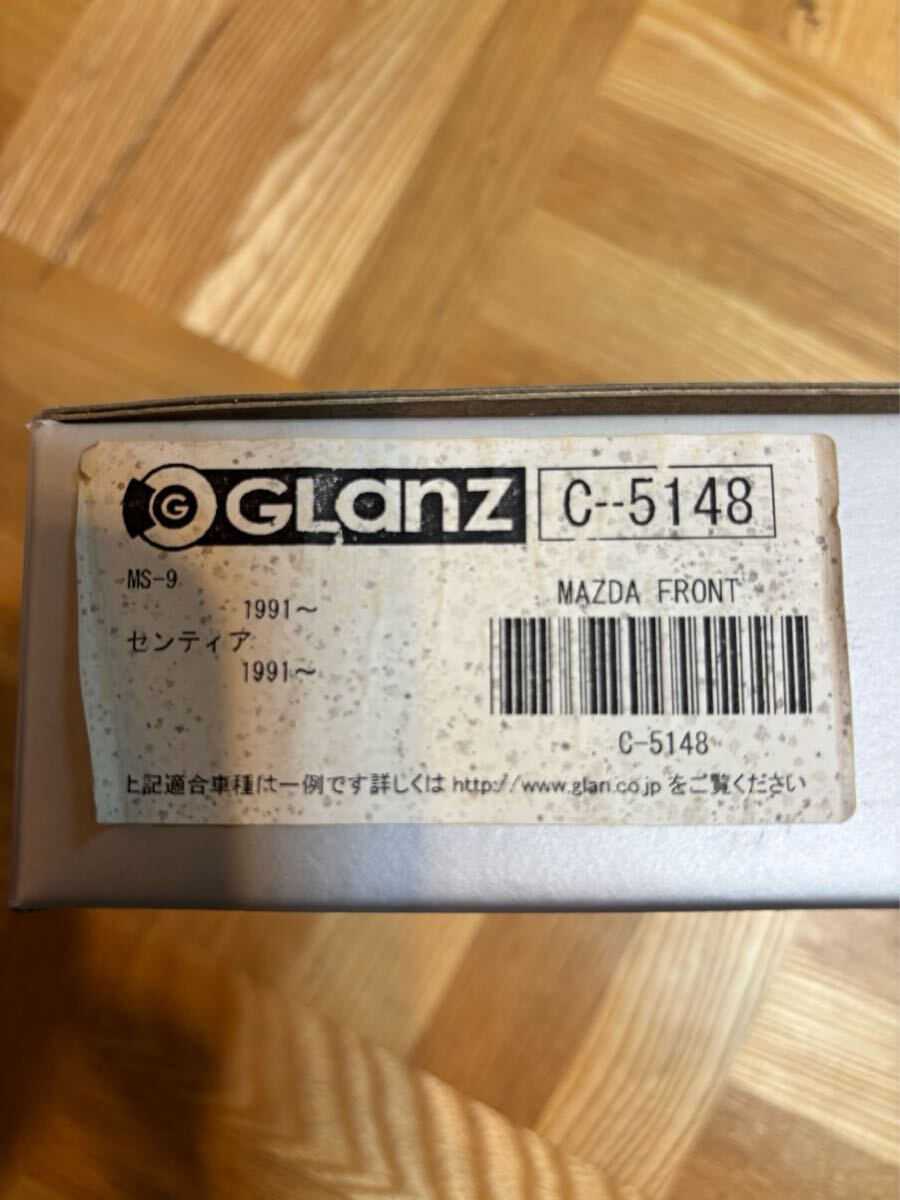 G GLanz C--5148
MS-9
1991～
センティア
1991～
MAZDA FRONT
C-5148
上記適合車種は一例です詳しくは http://www.glan.co.jp をご覧ください